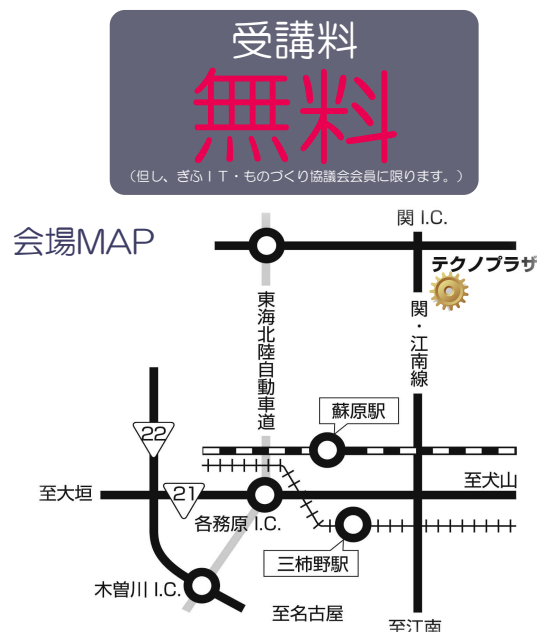 受講料
無料
（但し、ぎふＩＴ・ものづくり協議会会員に限ります。）
会場MAP
関 I.C.
テクノプラザ
東海北陸自動車道
関・江南線
蘇原駅
22
至犬山
至大垣
21
各務原 I.C.
三柿野駅
木曽川 I.C.
至名古屋
至江南